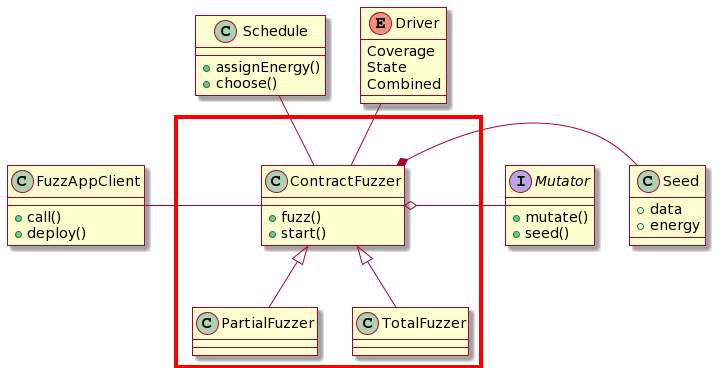 C Schedule
assignEnergy()
choose()
E Driver
Coverage
State
Combined
C FuzzAppClient
call()
deploy()
C ContractFuzzer
fuzz()
start()
I Mutator
mutate()
seed()
C Seed
data
energy
C PartialFuzzer
C TotalFuzzer